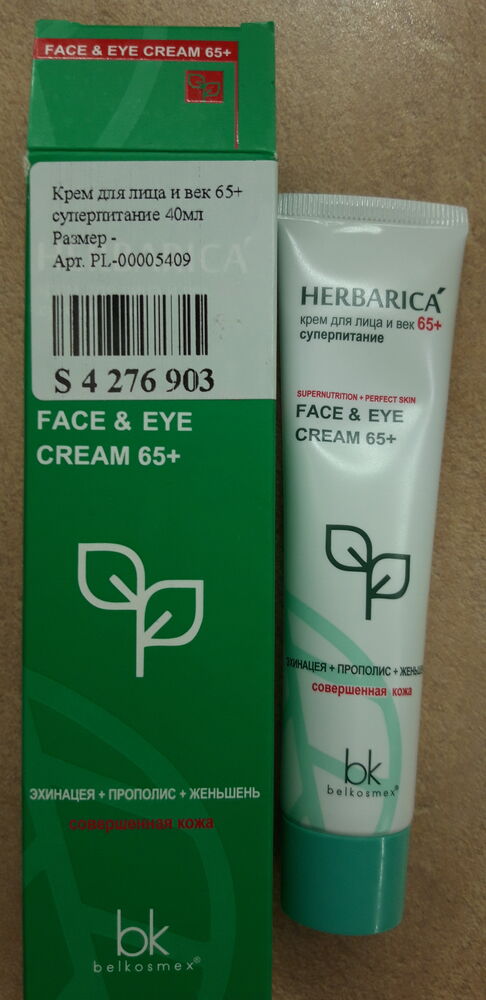 FACE & EYE CREAM 65+
Крем для лица и век 65+
суперпитание 40мл
Размер -
Арт. PL-00005409
HERBARICA
S 4 276 903
FACE & EYE
CREAM 65+
ЭХИНАЦЕЯ + ПРОПОЛИС + ЖЕНЬШЕНЬ
совершенная кожа
bk
belkosmex®
HERBARICA
крем для лица и век 65+
суперпитание
SUPERNUTRITION + PERFECT SKIN
FACE & EYE
CREAM 65+
ЭХИНАЦЕЯ + ПРОПОЛИС + ЖЕНЬШЕН
совершенная кожа
bk
belkosmex®